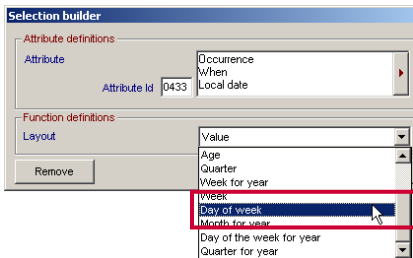 Selection builder
Attribute definitions
Attribute
Occurrence
When
Local date
Attribute Id 0433
Function definitions
Layout
Value
Remove
Age
Quarter
Week for year
Week
Day of week
Month for year
Day of the week for year
Quarter for year